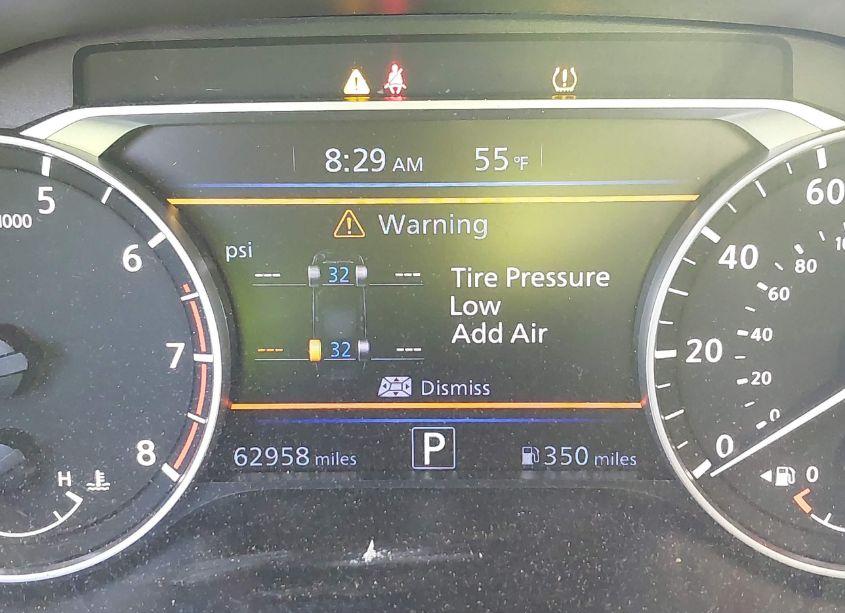 8:29 AM 55°F
5
1000
6
7
8
H
Warning
psi
--- 32 ---
Tire Pressure
Low
Add Air
--- 32 ---
Dismiss
62958 miles
P
350 miles
60
40
80
60
20
40
20
0
0
0